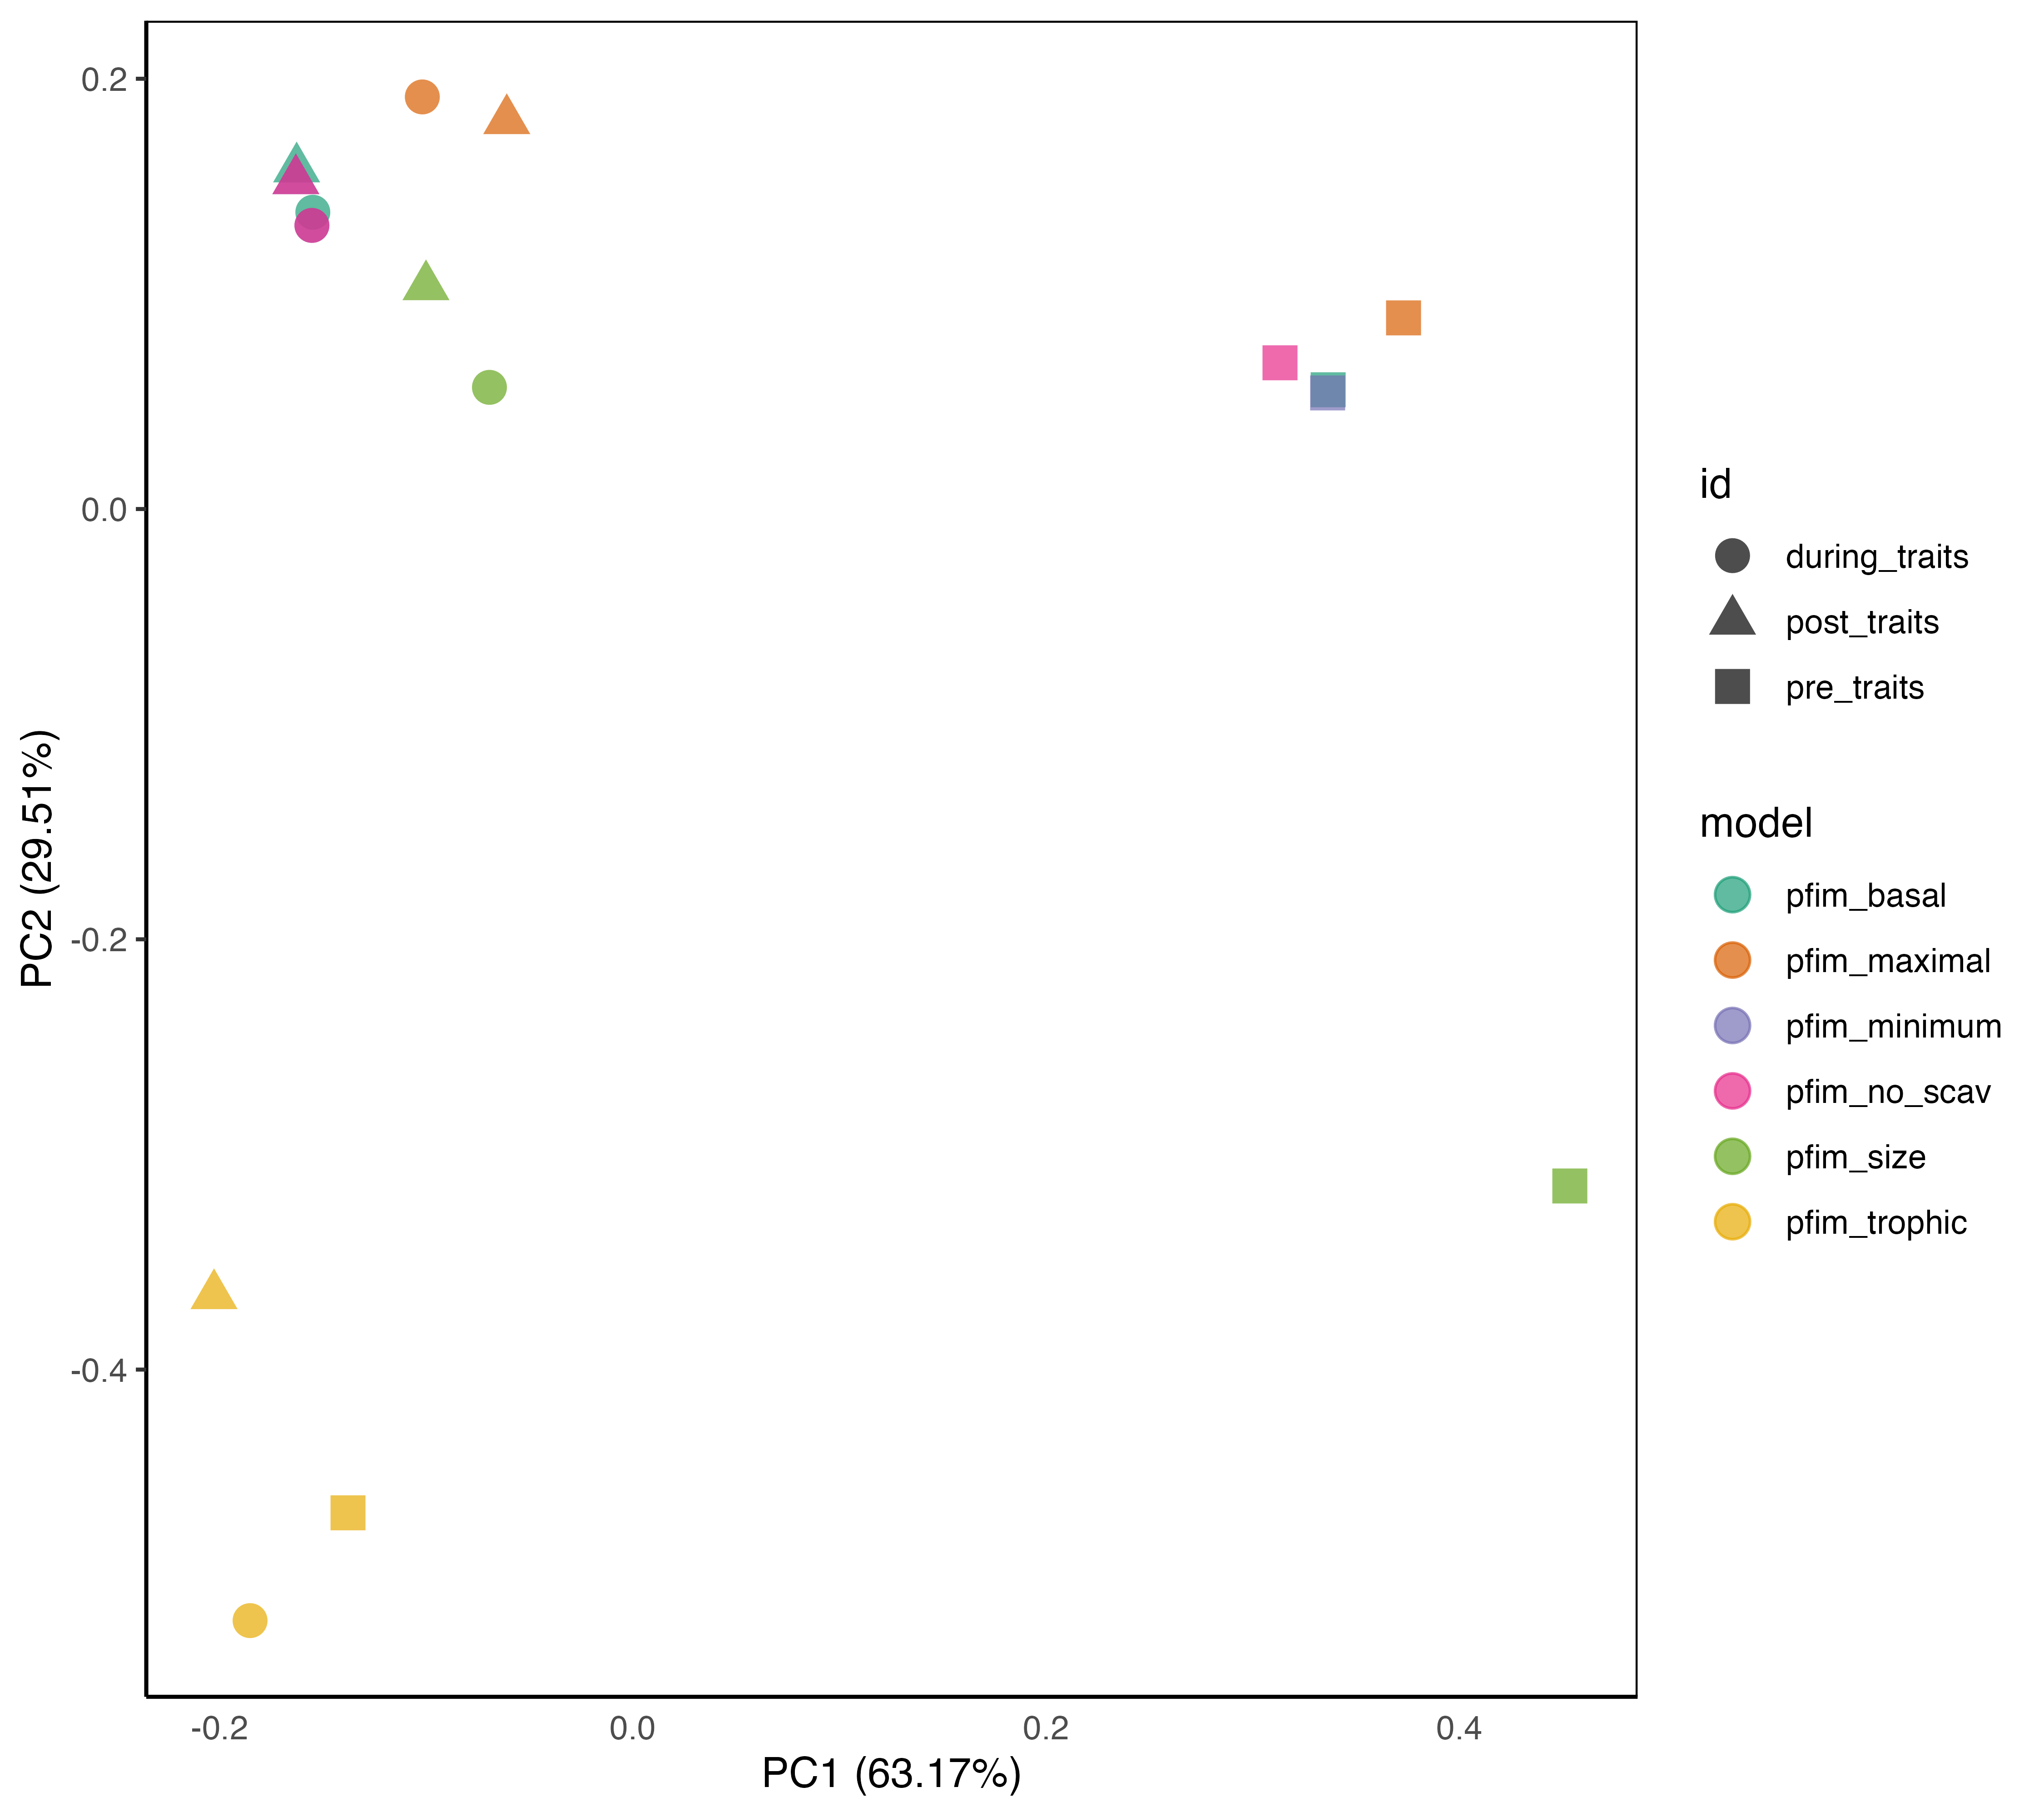 0.2
0.0
-0.2
-0.4
PC2 (29.51%)
-0.2
0.0
0.2
0.4
PC1 (63.17%)
id
during_traits
post_traits
pre_traits
model
pfim_basal
pfim_maximal
pfim_minimum
pfim_no_scav
pfim_size
pfim_trophic